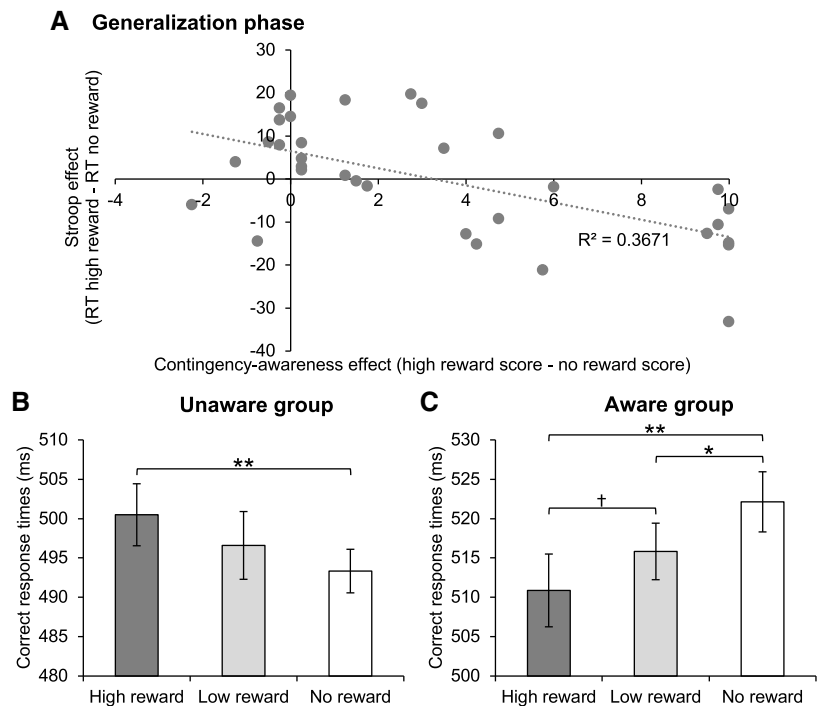 A Generalization phase
Stroop effect
(RT high reward - RT no reward)
30
20
10
0
-10
-20
-30
-40
-4
-2
0
2
4
6
8
10
R² = 0.3671
Contingency-awareness effect (high reward score - no reward score)
B Unaware group
Correct response times (ms)
510
505
500
495
490
485
480
**
High reward
Low reward
No reward
C Aware group
Correct response times (ms)
530
525
520
515
510
505
500
**
*
†
High reward
Low reward
No reward